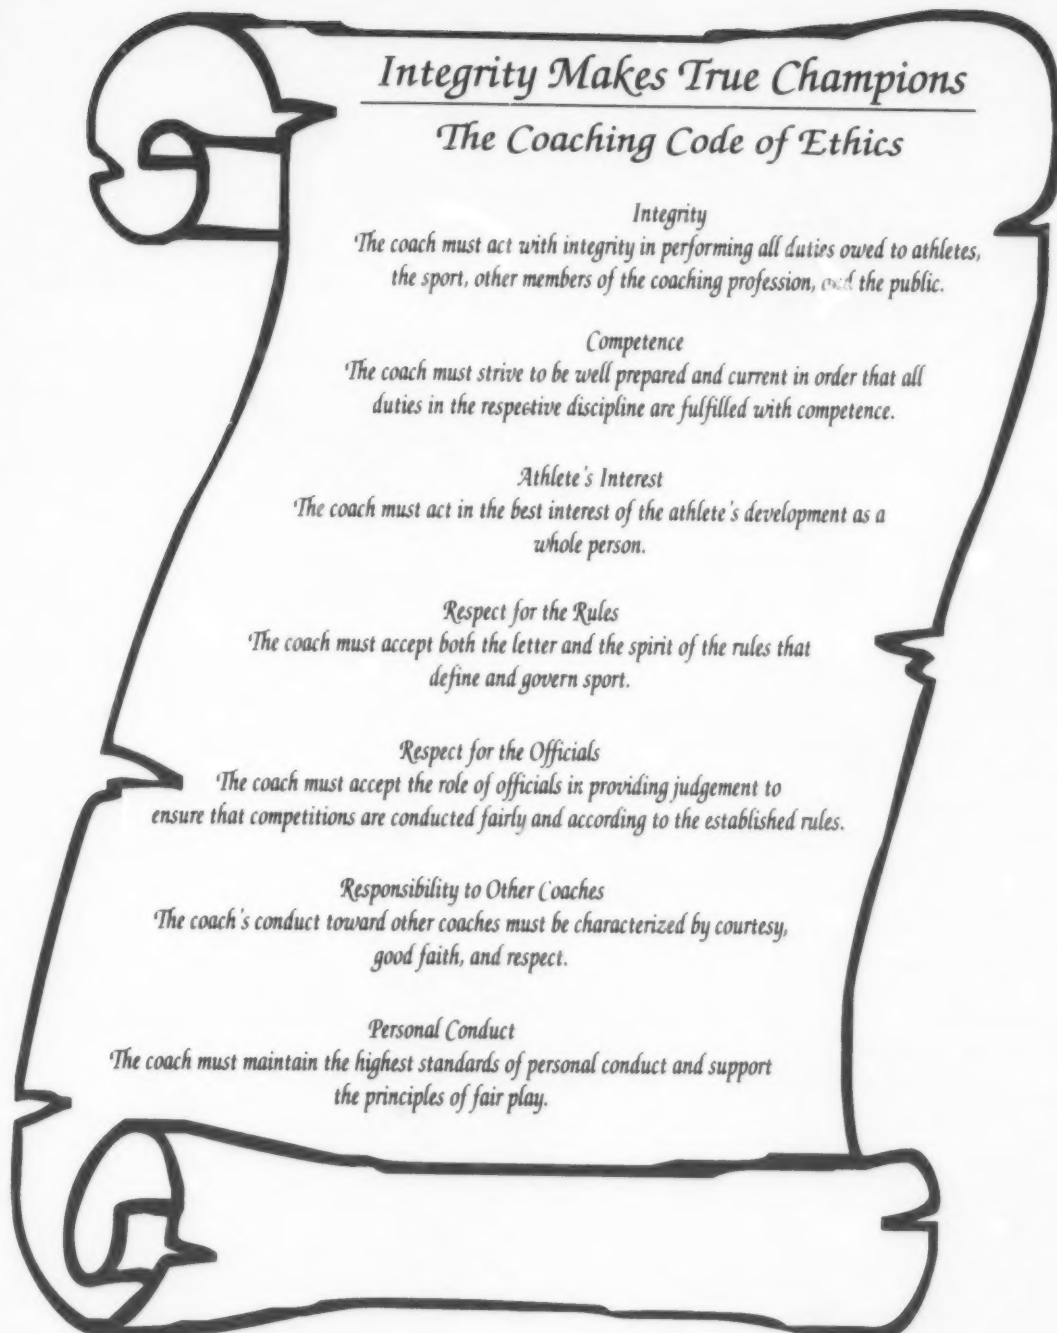 Integrity Makes True Champions
The Coaching Code of Ethics
Integrity
The coach must act with integrity in performing all duties owed to athletes,
the sport, other members of the coaching profession, and the public.
Competence
The coach must strive to be well prepared and current in order that all
duties in the respective discipline are fulfilled with competence.
Athlete's Interest
The coach must act in the best interest of the athlete's development as a
whole person.
Respect for the Rules
The coach must accept both the letter and the spirit of the rules that
define and govern sport.
Respect for the Officials
The coach must accept the role of officials in providing judgement to
ensure that competitions are conducted fairly and according to the established rules.
Responsibility to Other Coaches
The coach's conduct toward other coaches must be characterized by courtesy,
good faith, and respect.
Personal Conduct
The coach must maintain the highest standards of personal conduct and support
the principles of fair play.